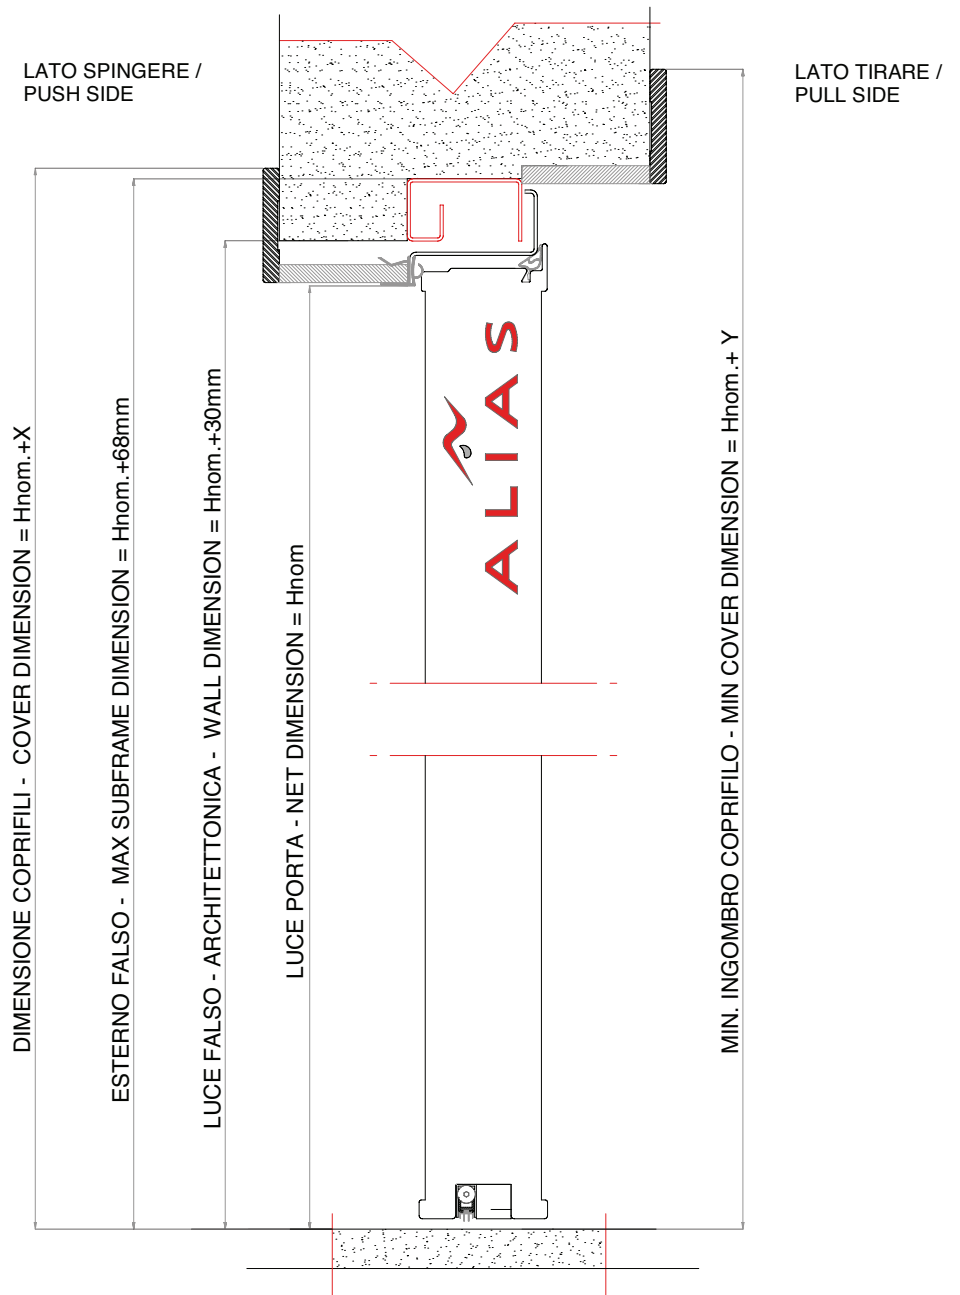 LATO SPINGERE /
PUSH SIDE
LATO TIRARE /
PULL SIDE
DIMENSIONE COPRIFILI - COVER DIMENSION = Hnom.+X
ESTERNO FALSO - MAX SUBFRAME DIMENSION = Hnom.+68mm
LUCE FALSO - ARCHITETTONICA - WALL DIMENSION = Hnom.+30mm
LUCE PORTA - NET DIMENSION = Hnom
ALIAS
MIN. INGOMBRO COPRIFILO - MIN COVER DIMENSION = Hnom.+ Y